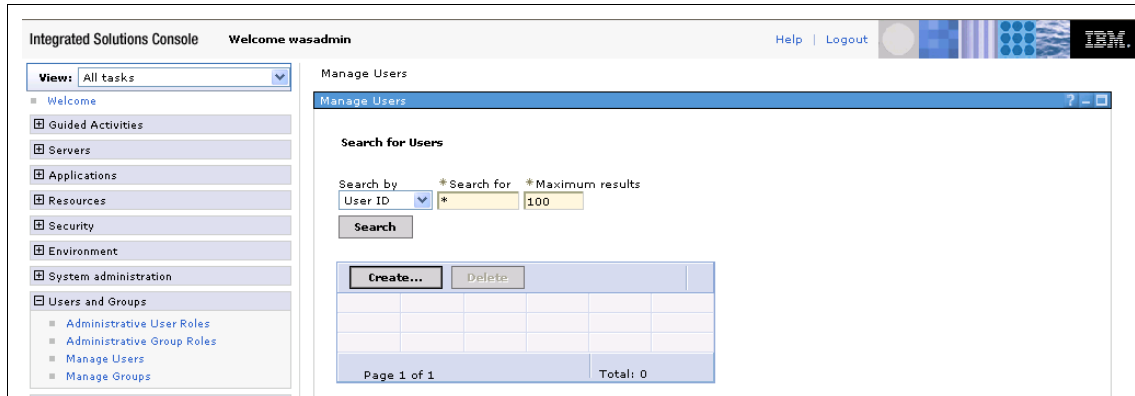 Integrated Solutions Console Welcome wasadmin Help | Logout IBM.
View: All tasks
Welcome
Guided Activities
Servers
Applications
Resources
Security
Environment
System administration
Users and Groups
Administrative User Roles
Administrative Group Roles
Manage Users
Manage Groups
Manage Users
Manage Users ?
Search for Users
Search by * Search for * Maximum results
User ID * 100
Search
Create... Delete
Page 1 of 1 Total: 0